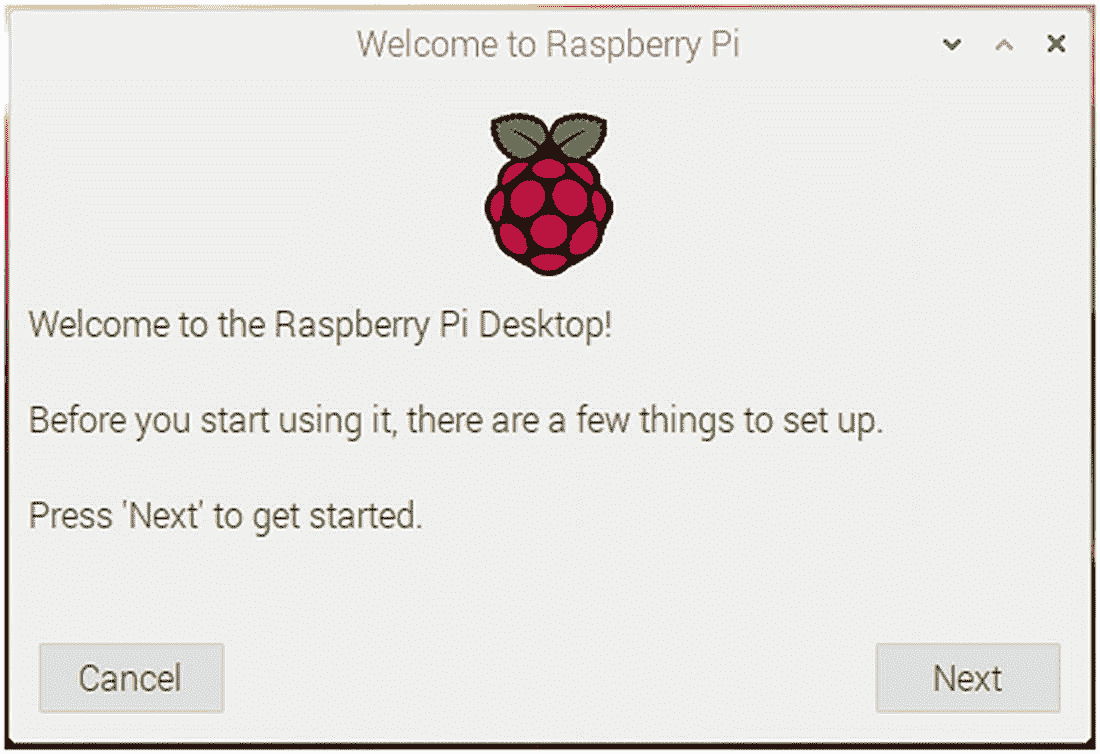 Welcome to Raspberry Pi
Welcome to the Raspberry Pi Desktop!
Before you start using it, there are a few things to set up.
Press 'Next' to get started.
Cancel
Next